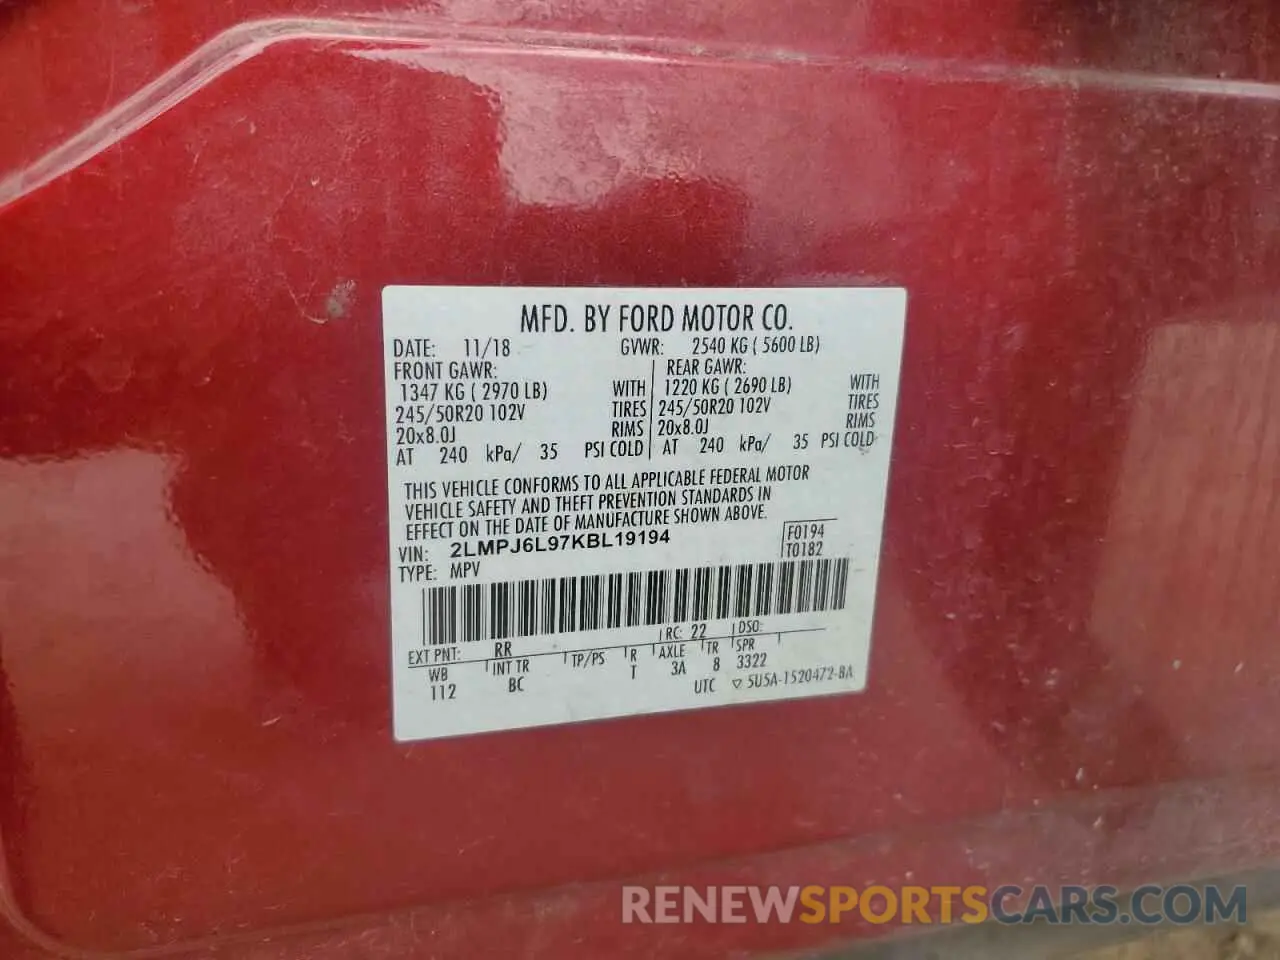 MFD. BY FORD MOTOR CO.
DATE: 11/18 GVWR: 2540 KG ( 5600 LB)
FRONT GAWR: REAR GAWR:
1347 KG ( 2970 LB) WITH 1220 KG ( 2690 LB) WITH
245/50R20 102V TIRES 245/50R20 102V TIRES
20x8.0J RIMS 20x8.0J RIMS
AT 240 kPa/ 35 PSI COLD AT 240 kPa/ 35 PSI COLD
THIS VEHICLE CONFORMS TO ALL APPLICABLE FEDERAL MOTOR
VEHICLE SAFETY AND THEFT PREVENTION STANDARDS IN
EFFECT ON THE DATE OF MANUFACTURE SHOWN ABOVE.
VIN: 2LMPJ6L97KBL19194 F0194
TYPE: MPV T0182
EXT PNT: RR RC: 22 DSO:
WB INT TR TP/PS R AXLE TR SPR
112 BC T 3A 8 3322
UTC ▽ 5U5A-1520472-BA
RENEWSPORTSCARS.COM